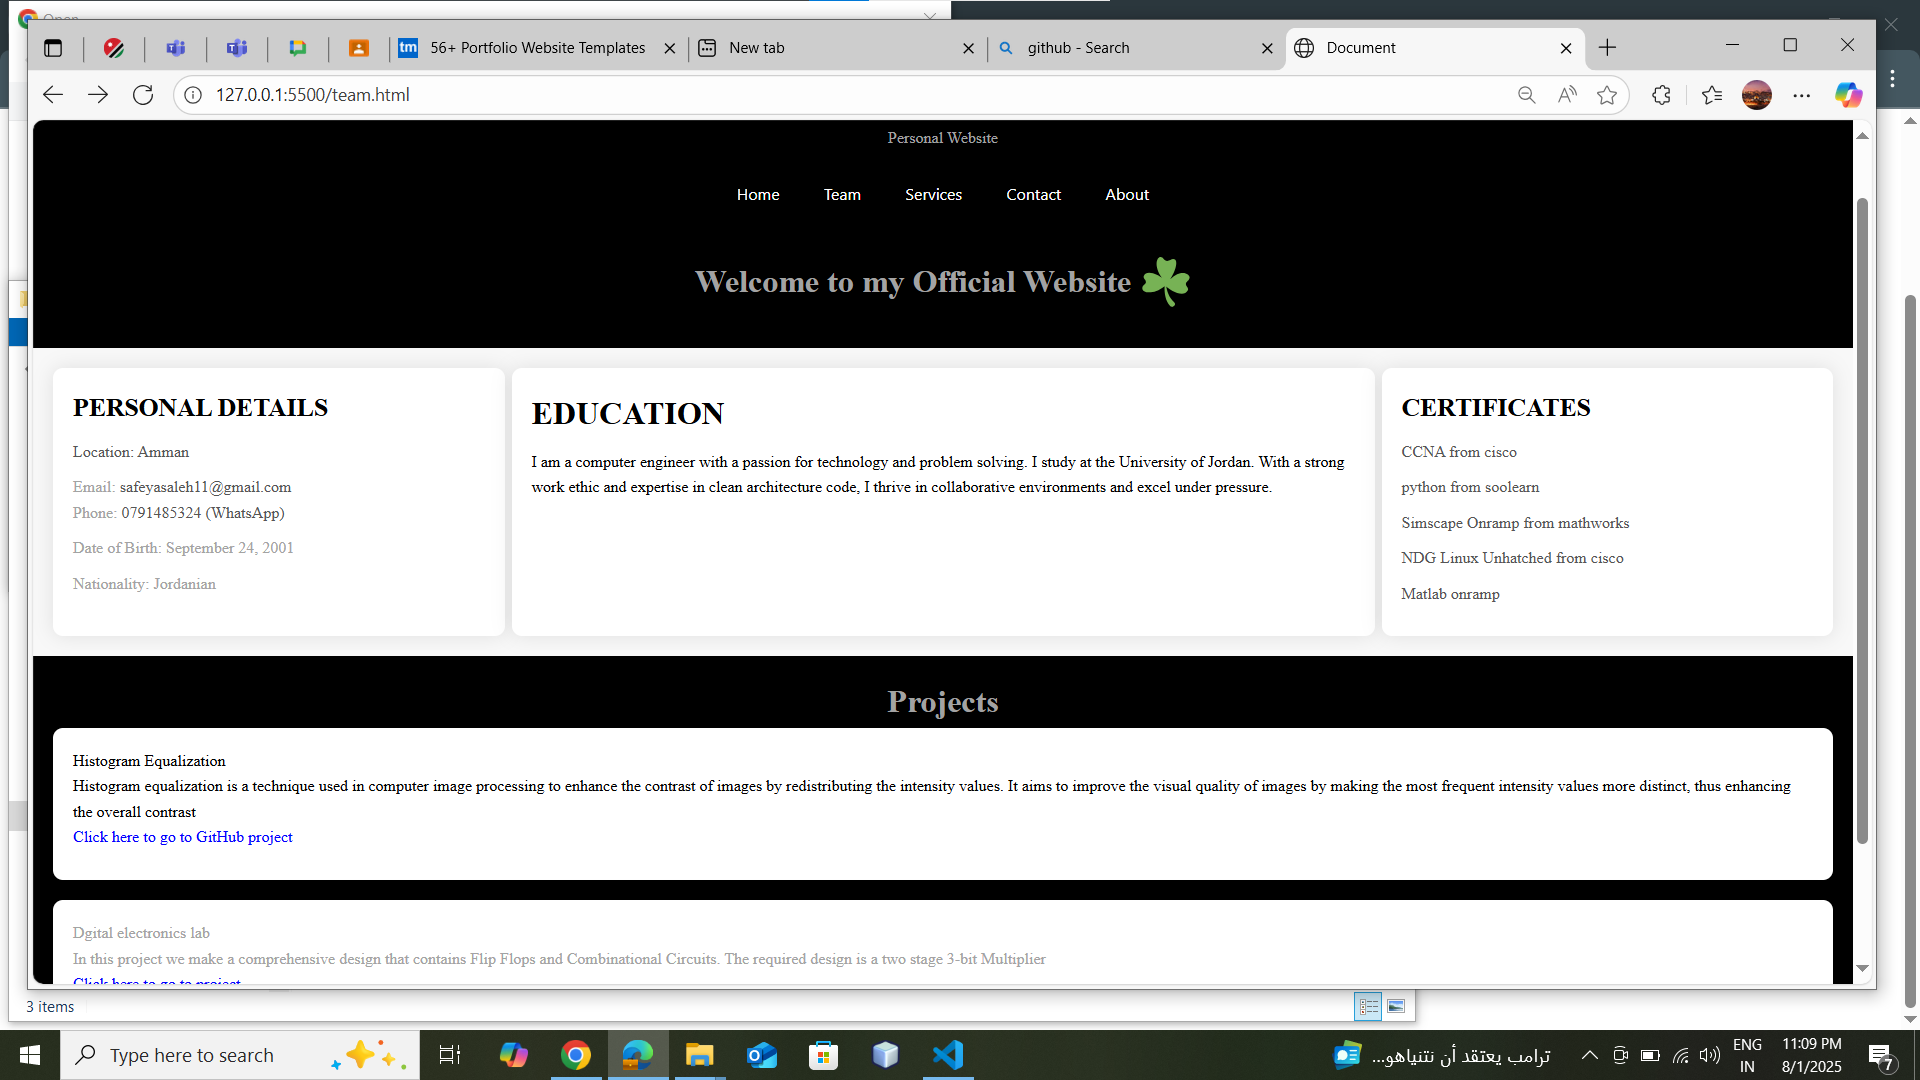 Open
56+ Portfolio Website Templates
New tab
github - Search
Document
127.0.0.1:5500/team.html
Personal Website
Home Team Services Contact About
Welcome to my Official Website ☘️
PERSONAL DETAILS
Location: Amman
Email: safeyasaleh11@gmail.com
Phone: 0791485324 (WhatsApp)
Date of Birth: September 24, 2001
Nationality: Jordanian
EDUCATION
I am a computer engineer with a passion for technology and problem solving. I study at the University of Jordan. With a strong
work ethic and expertise in clean architecture code, I thrive in collaborative environments and excel under pressure.
CERTIFICATES
CCNA from cisco
python from soolearn
Simscape Onramp from mathworks
NDG Linux Unhatched from cisco
Matlab onramp
Projects
Histogram Equalization
Histogram equalization is a technique used in computer image processing to enhance the contrast of images by redistributing the intensity values. It aims to improve the visual quality of images by making the most frequent intensity values more distinct, thus enhancing
the overall contrast
Click here to go to GitHub project
Dgital electronics lab
In this project we make a comprehensive design that contains Flip Flops and Combinational Circuits. The required design is a two stage 3-bit Multiplier
Click here to go to project
3 items
Type here to search
ترامب يعتقد أن نتنياهو...
ENG
IN
11:09 PM
8/1/2025
7
tm